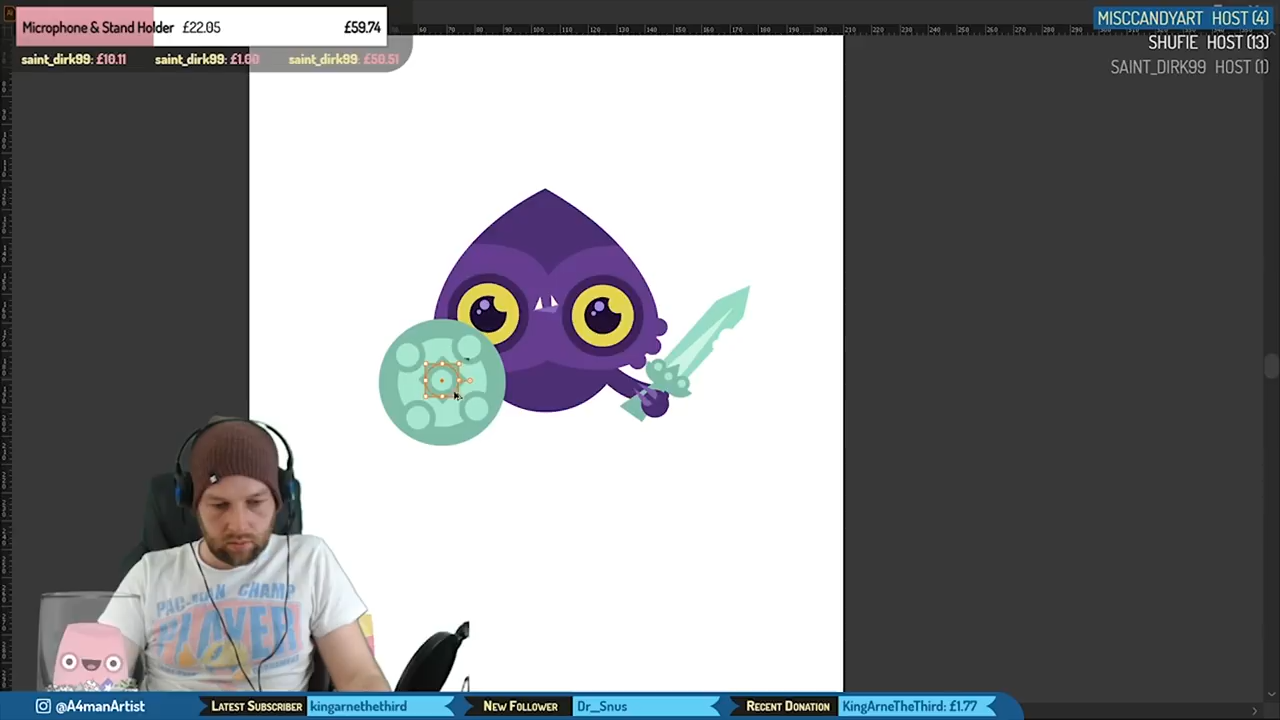 Microphone & Stand Holder £22.05 £59.74
saint_dirk99: £10.11 saint_dirk99: £1.00 saint_dirk99: £50.51
MISCCANDYART HOST (4)
SHUFIE HOST (13)
SAINT_DIRK99 HOST (1)
PAC-MAN CHAMP
PLAYER
@A4manArtist
LATEST SUBSCRIBER kingarnethethird
NEW FOLLOWER Dr_Snus
RECENT DONATION KingArneTheThird: £1.77